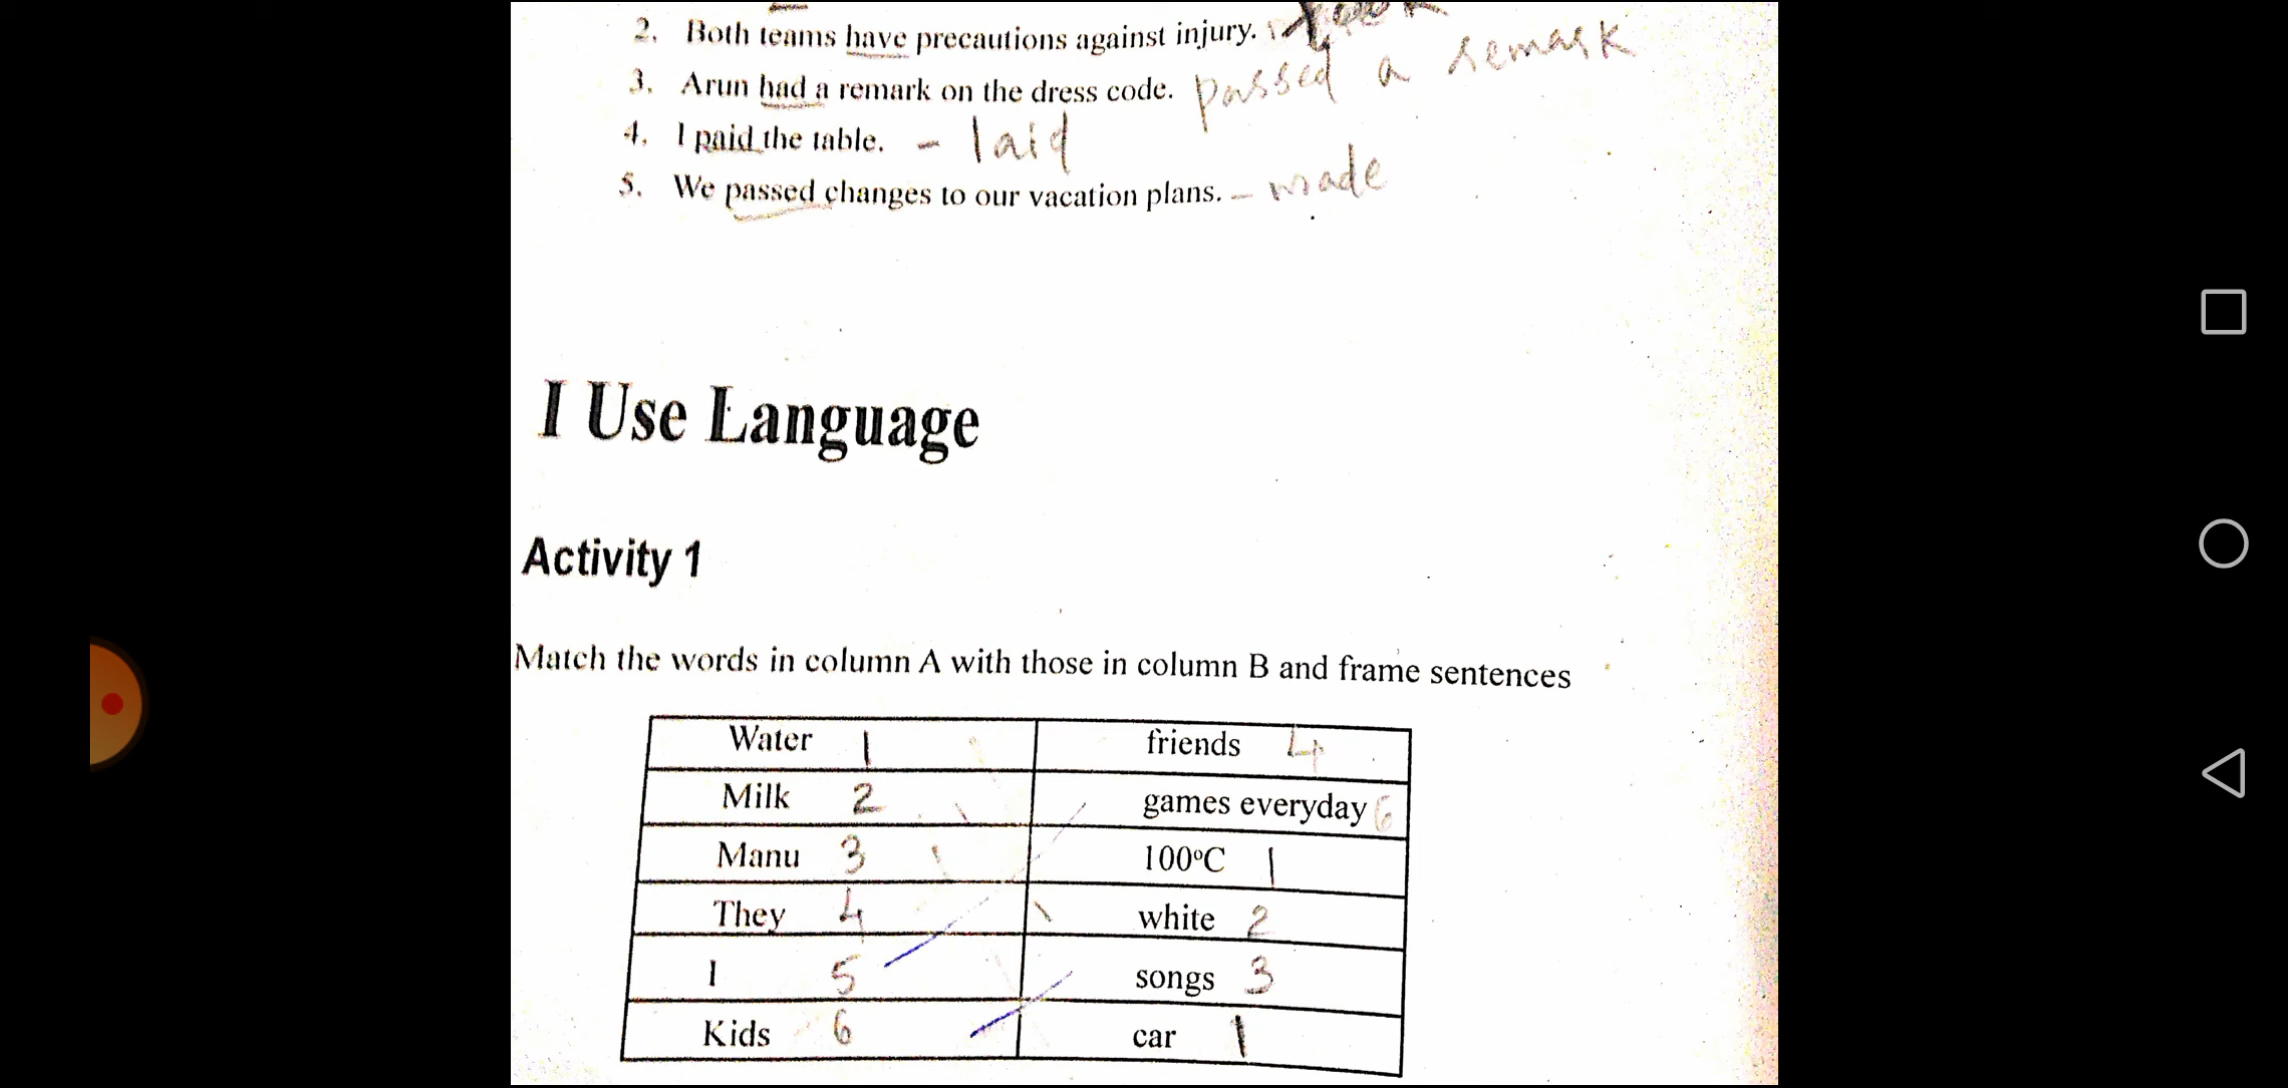 2. Both teams have precautions against injury.
3. Arun had a remark on the dress code. passed a remark
4. I paid the table. - laid
5. We passed changes to our vacation plans. - made
I Use Language
Activity 1
Match the words in column A with those in column B and frame sentences
Water 1 friends 4
Milk 2 games everyday 6
Manu 3 100°C 1
They 4 white 2
I 5 songs 3
Kids 6 car 1